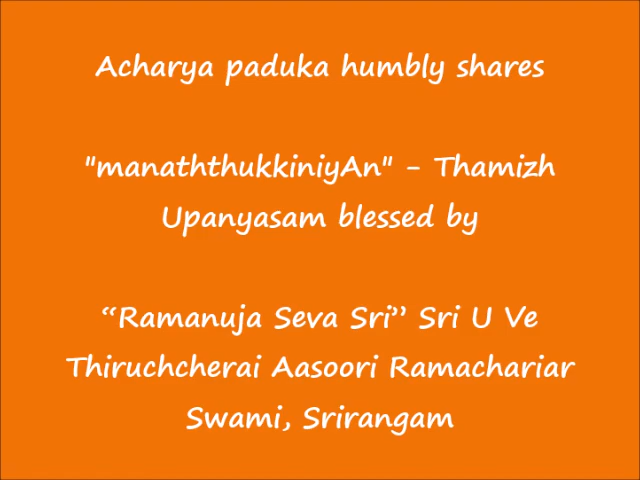 Acharya paduka humbly shares
"manaththukkiniyAn" - Thamizh
Upanyasam blessed by
“Ramanuja Seva Sri” Sri U Ve
Thiruchcherai Aasoori Ramachariar
Swami, Srirangam